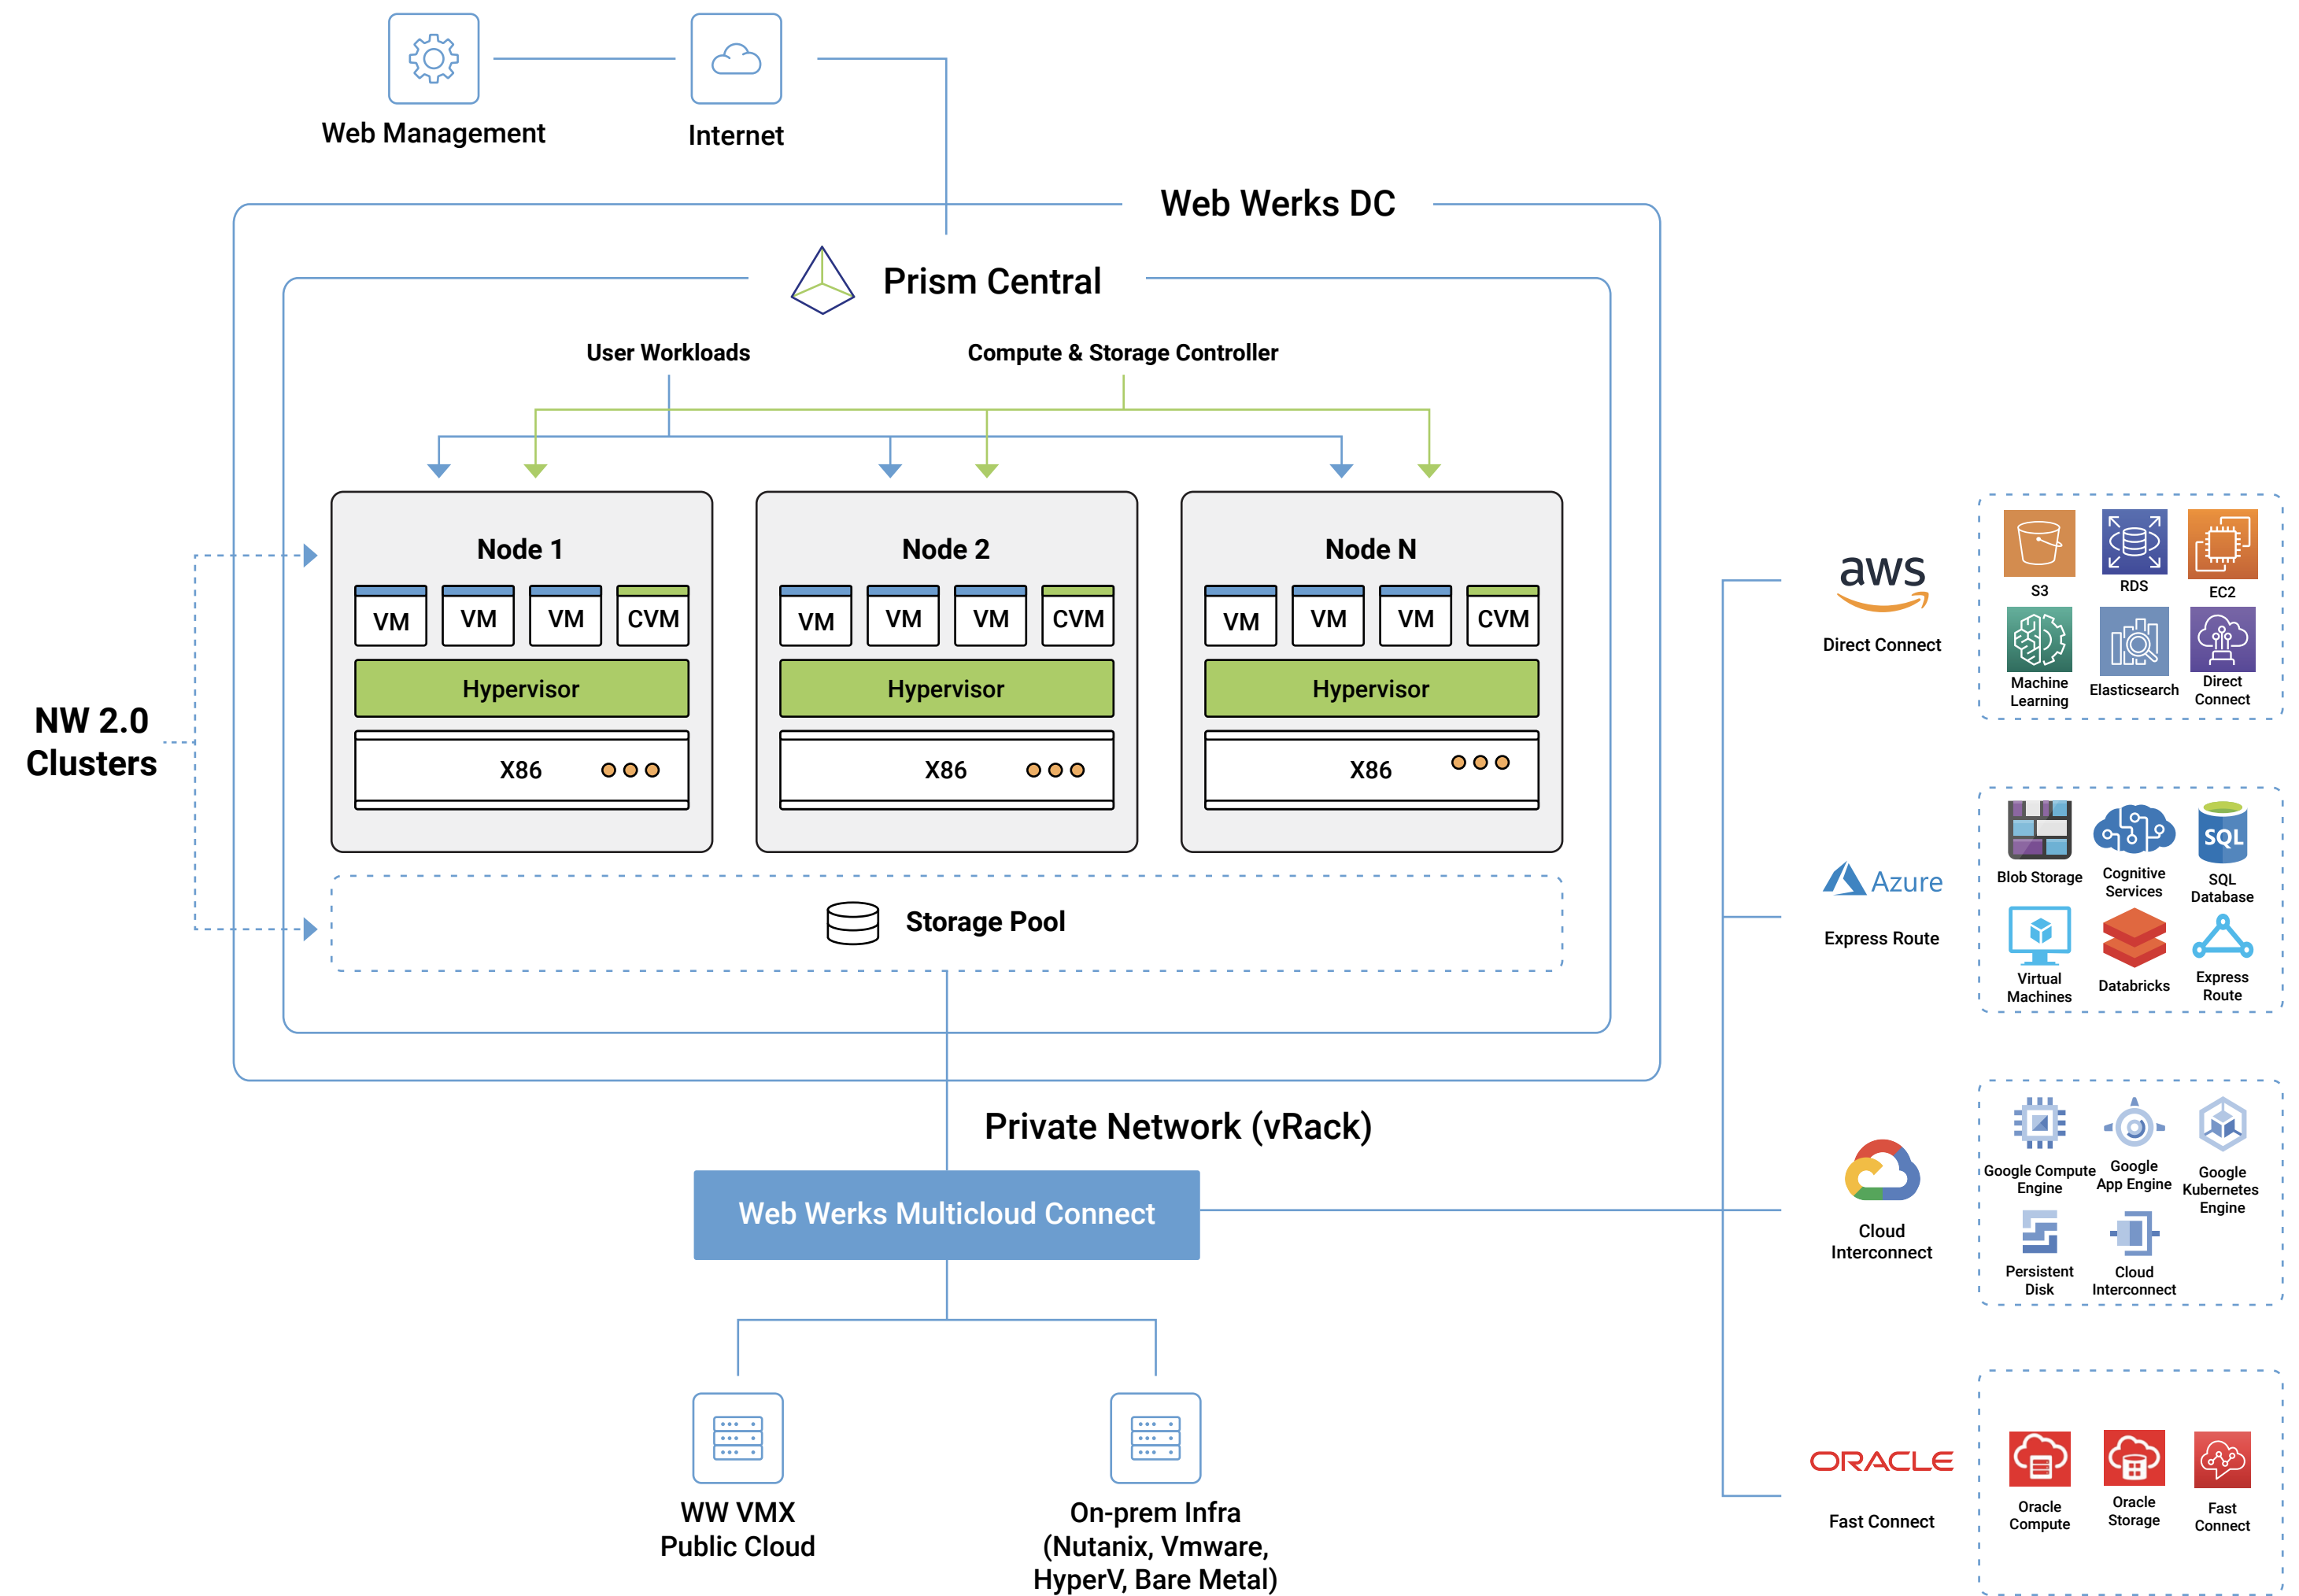 Web Management
Internet
Web Werks DC
Prism Central
User Workloads
Compute & Storage Controller
NW 2.0
Clusters
Node 1
VM
VM
VM
CVM
Hypervisor
X86
Node 2
VM
VM
VM
CVM
Hypervisor
X86
Node N
VM
VM
VM
CVM
Hypervisor
X86
Storage Pool
Private Network (vRack)
Web Werks Multicloud Connect
WW VMX
Public Cloud
On-prem Infra
(Nutanix, Vmware,
HyperV, Bare Metal)
aws
Direct Connect
S3
RDS
EC2
Machine
Learning
Elasticsearch
Direct
Connect
Azure
Express Route
Blob Storage
Cognitive
Services
SQL
SQL
Database
Virtual
Machines
Databricks
Express
Route
Cloud
Interconnect
Google Compute
Engine
Google
App Engine
Google
Kubernetes
Engine
Persistent
Disk
Cloud
Interconnect
ORACLE
Fast Connect
Oracle
Compute
Oracle
Storage
Fast
Connect